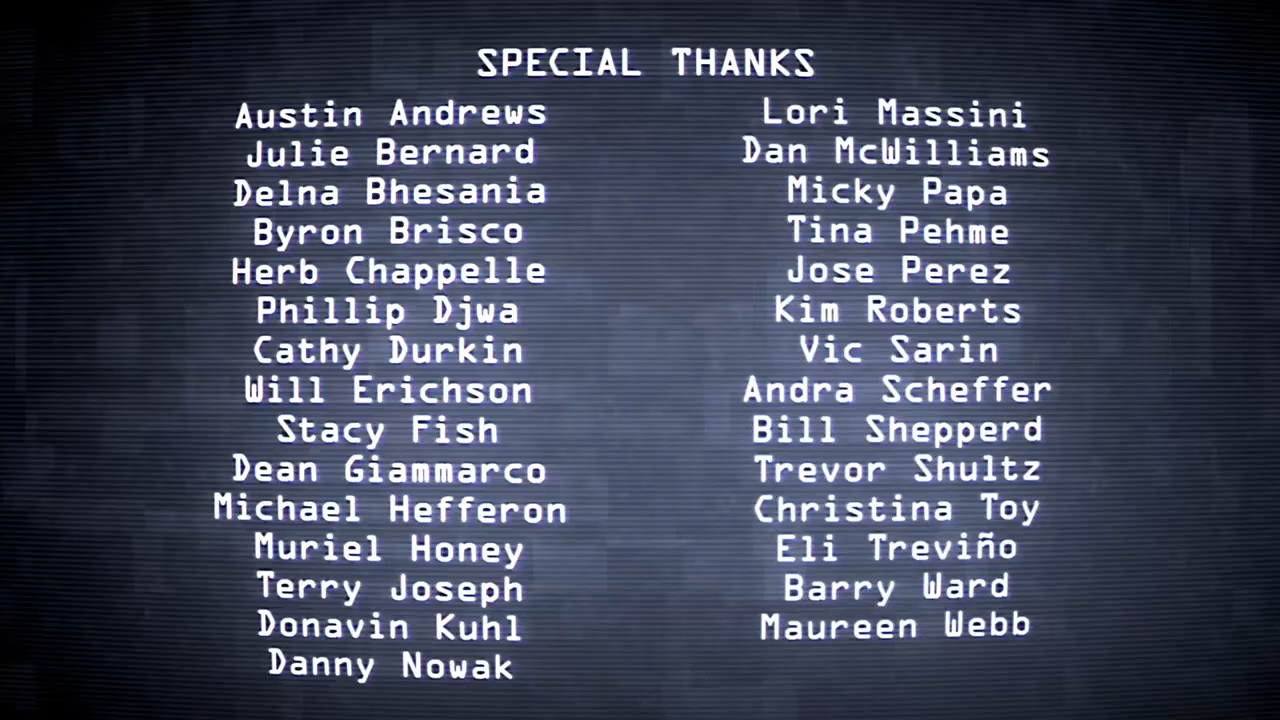 SPECIAL THANKS
Austin Andrews
Julie Bernard
Delna Bhesania
Byron Brisco
Herb Chappelle
Phillip Djwa
Cathy Durkin
Will Erichson
Stacy Fish
Dean Giammarco
Michael Hefferon
Muriel Honey
Terry Joseph
Donavin Kuhl
Danny Nowak
Lori Massini
Dan McWilliams
Micky Papa
Tina Pehme
Jose Perez
Kim Roberts
Vic Sarin
Andra Scheffer
Bill Shepperd
Trevor Shultz
Christina Toy
Eli Treviño
Barry Ward
Maureen Webb